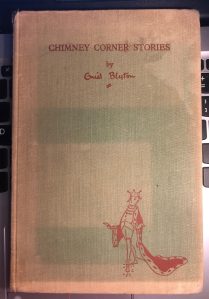 CHIMNEY CORNER STORIES
by
Enid Blyton